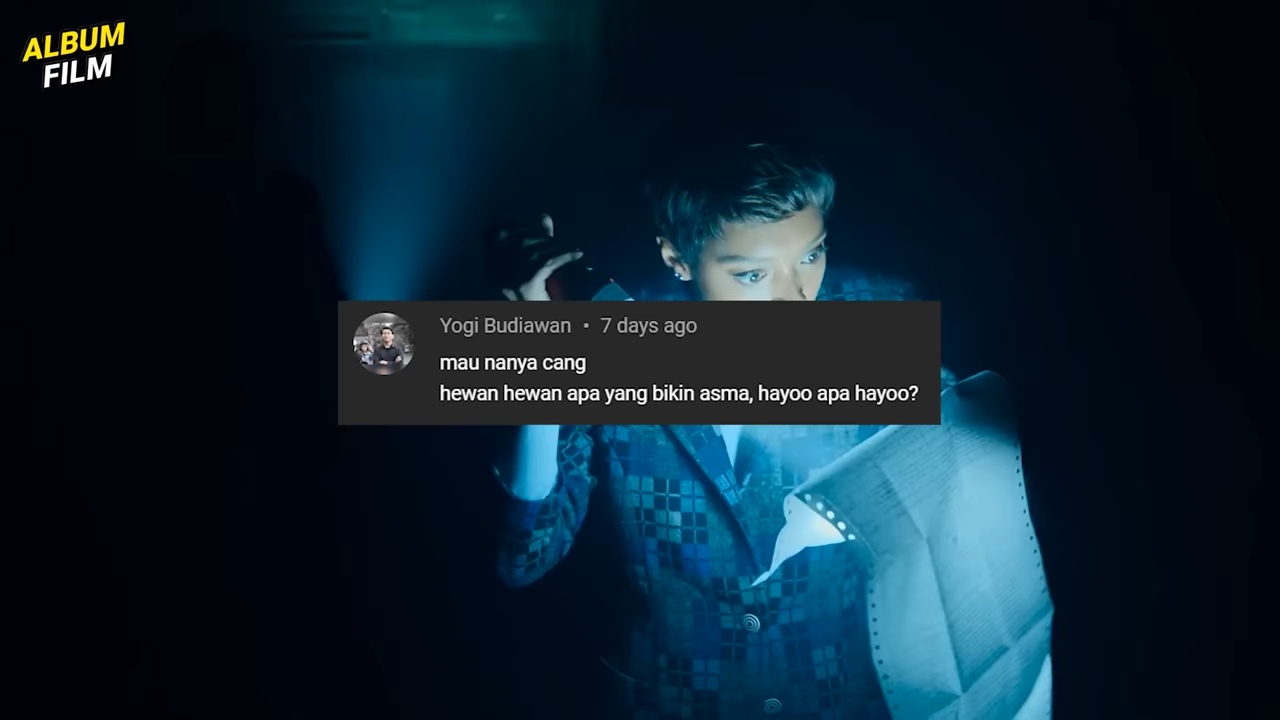 ALBUM
FILM
Yogi Budiawan • 7 days ago
mau nanya cang
hewan hewan apa yang bikin asma, hayoo apa hayoo?